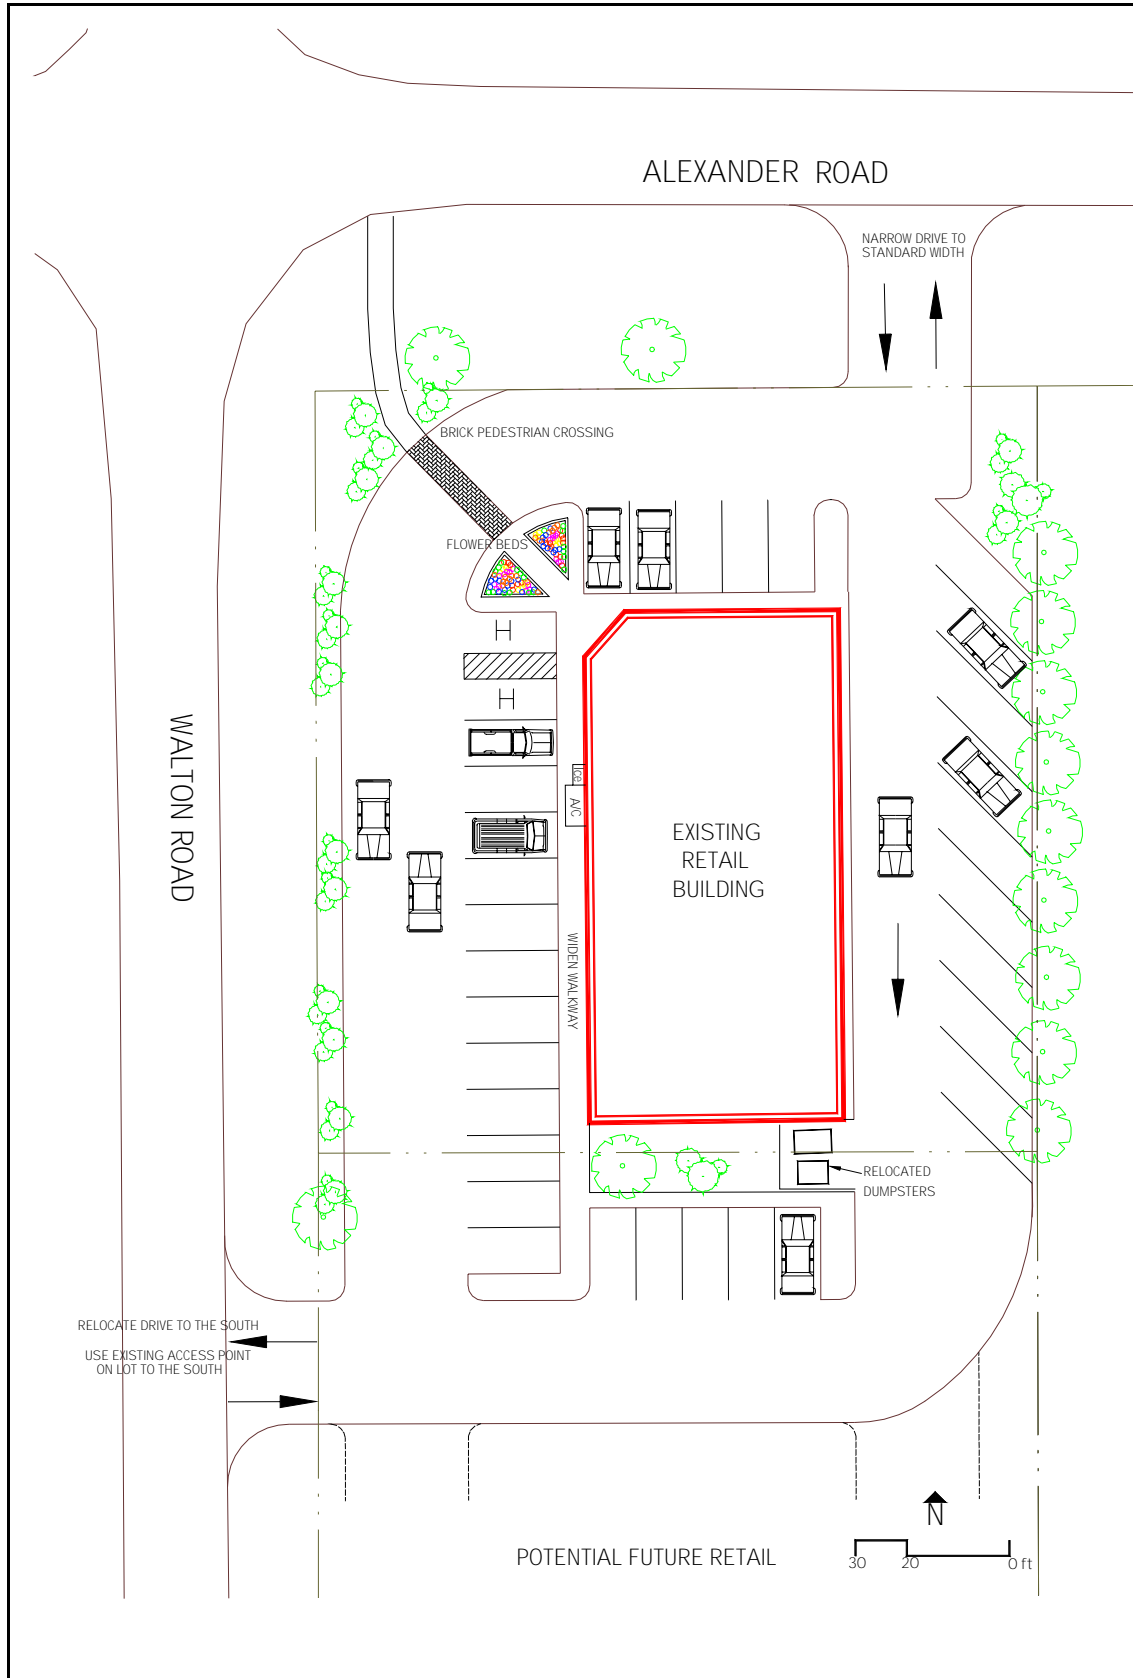 ALEXANDER ROAD
NARROW DRIVE TO
STANDARD WIDTH
BRICK PEDESTRIAN CROSSING
FLOWER BEDS
H
H
WALTON ROAD
Ice
A/C
EXISTING
RETAIL
BUILDING
WIDEN WALKWAY
RELOCATED
DUMPSTERS
RELOCATE DRIVE TO THE SOUTH
USE EXISTING ACCESS POINT
ON LOT TO THE SOUTH
N
POTENTIAL FUTURE RETAIL
30 20 0 ft